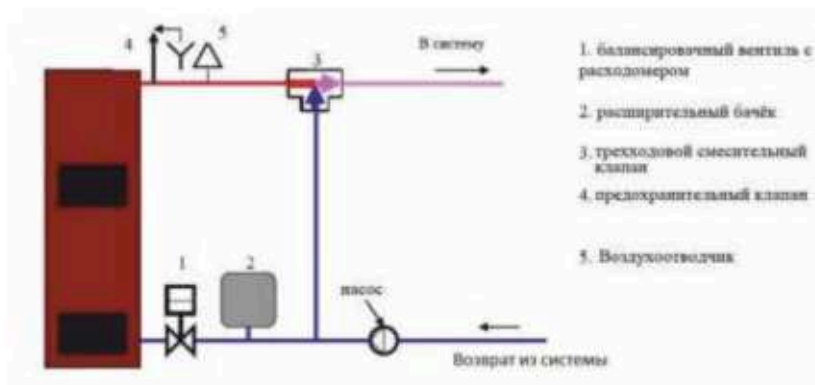 4
5
3
В систему
1. балансировачный вентиль с
расходомером
2. расширительный бачёк
3. трехходовой смесительный
клапан
4. предохранительный клапан
5. Воздухоотводчик
1
2
насос
Возврат из системы